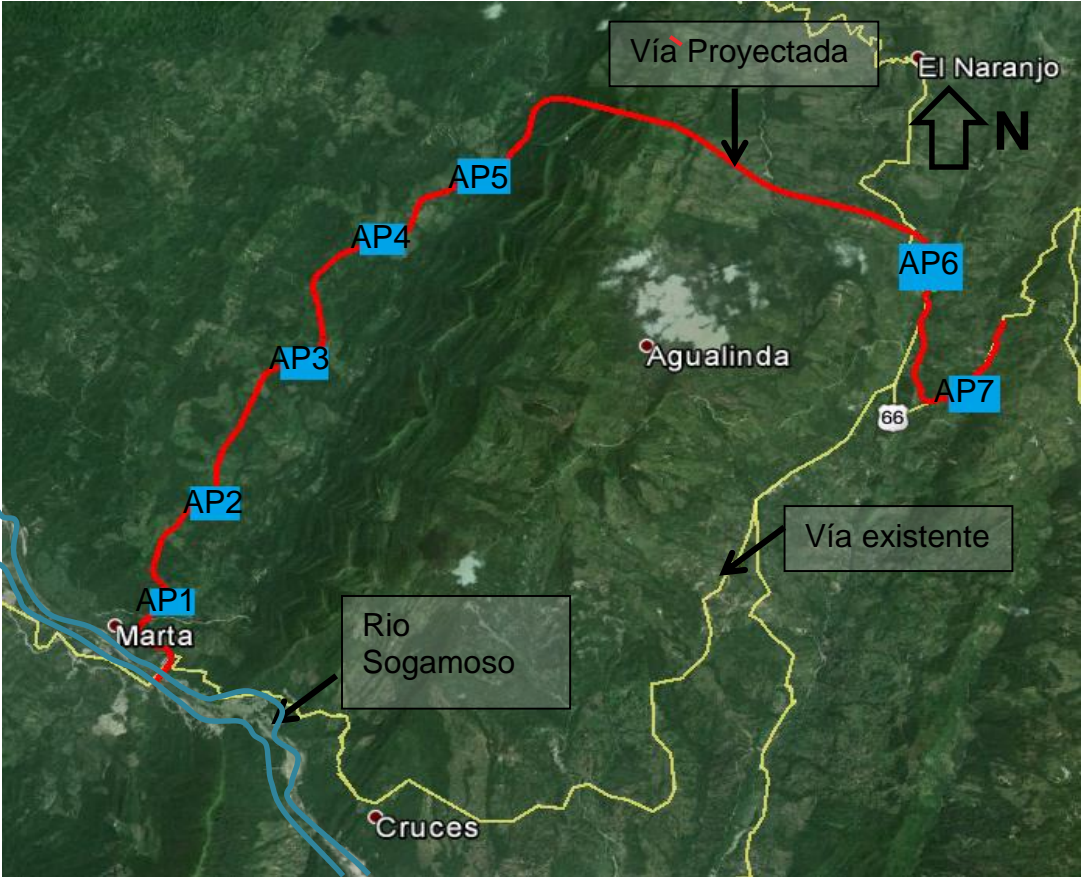 Vía Proyectada
El Naranjo
N
AP5
AP4
AP6
AP3
Agualinda
AP7
66
AP2
Vía existente
AP1
Marta
Rio
Sogamoso
Cruces